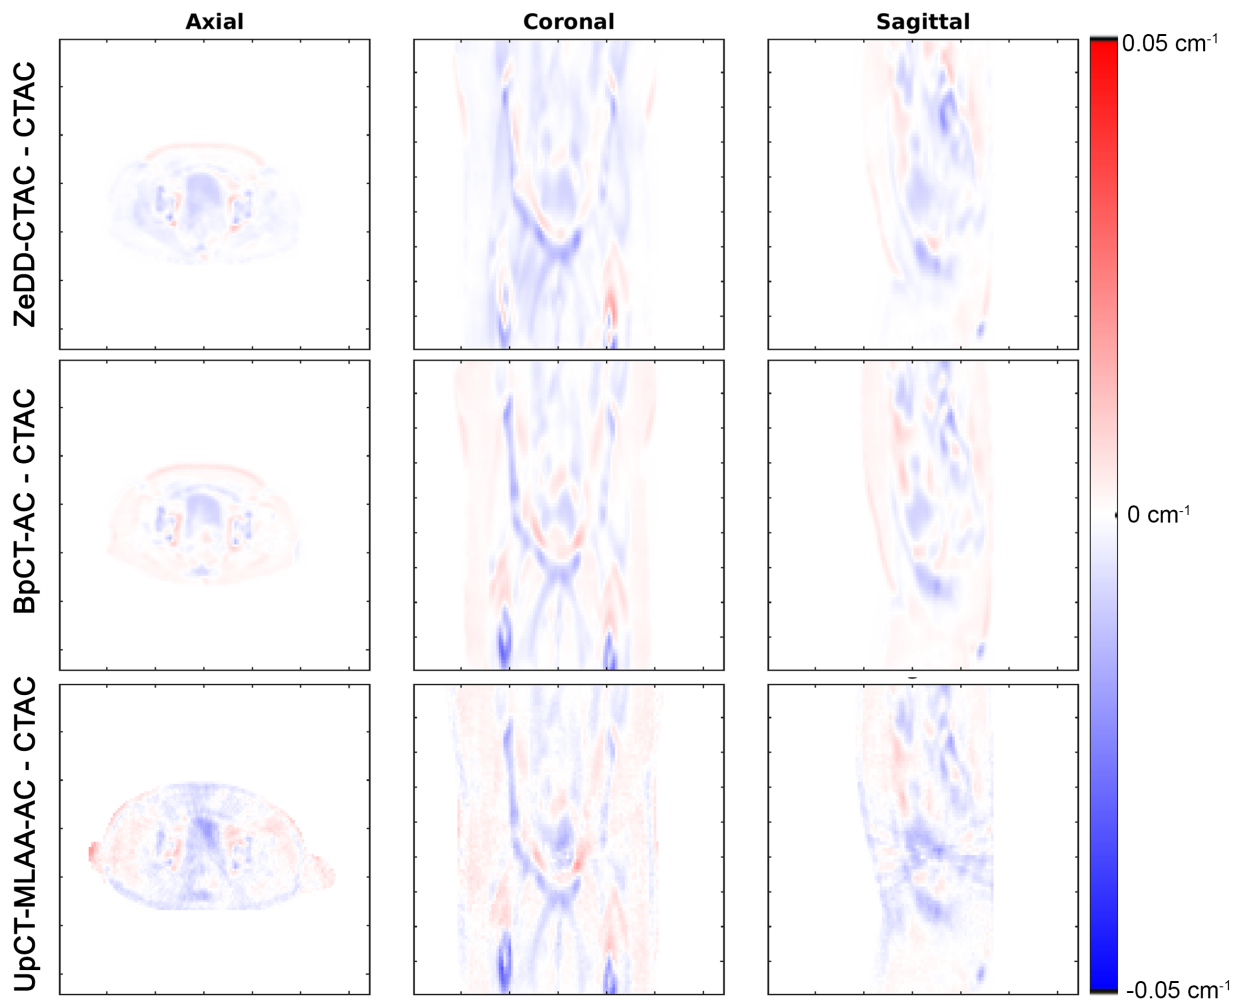 Axial Coronal Sagittal
ZeDD-CTAC - CTAC
BpCT-AC - CTAC
UpCT-MLAA-AC - CTAC
0.05 cm⁻¹
0 cm⁻¹
-0.05 cm⁻¹